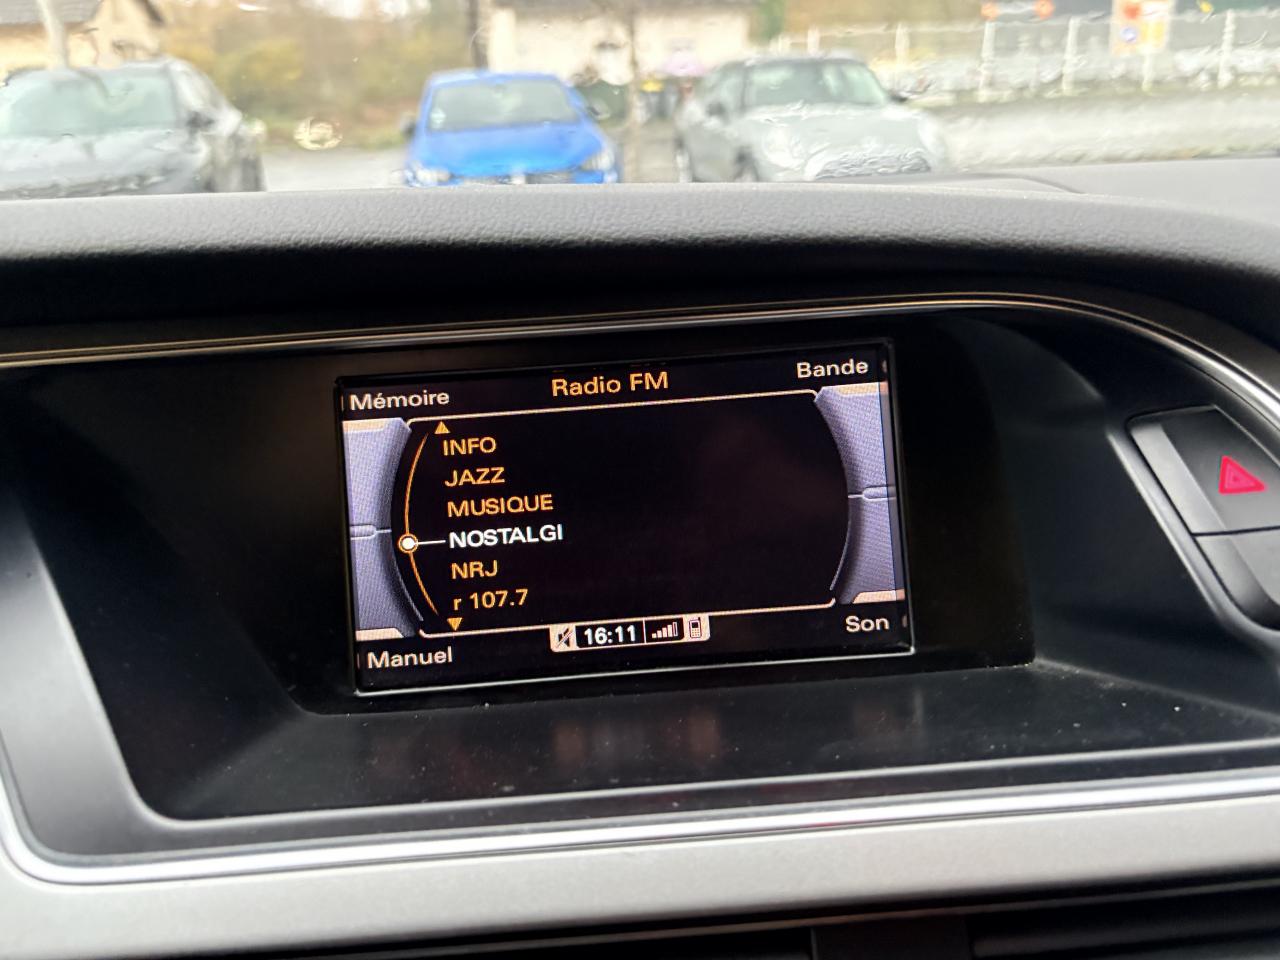 Mémoire
Radio FM
Bande
INFO
JAZZ
MUSIQUE
NOSTALGI
NRJ
r 107.7
Manuel
16:11
Son